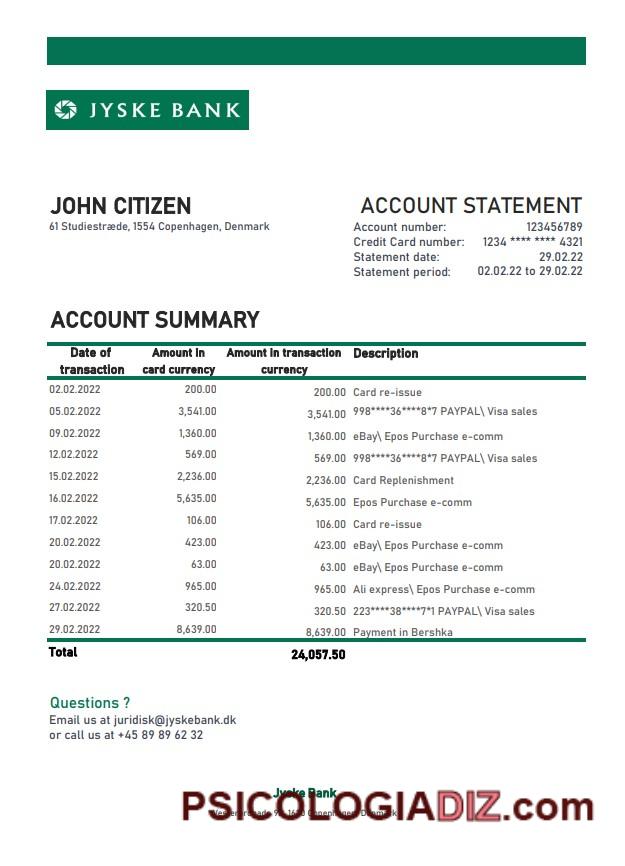 JYSKE BANK
JOHN CITIZEN
61 Studiestræde, 1554 Copenhagen, Denmark
ACCOUNT STATEMENT
Account number: 123456789
Credit Card number: 1234 **** **** 4321
Statement date: 29.02.22
Statement period: 02.02.22 to 29.02.22
ACCOUNT SUMMARY
Date of transaction Amount in card currency Amount in transaction currency Description
02.02.2022 200.00 200.00 Card re-issue
05.02.2022 3,541.00 3,541.00 998****36****8*7 PAYPAL\ Visa sales
09.02.2022 1,360.00 1,360.00 eBay\ Epos Purchase e-comm
12.02.2022 569.00 569.00 998****36****8*7 PAYPAL\ Visa sales
15.02.2022 2,236.00 2,236.00 Card Replenishment
16.02.2022 5,635.00 5,635.00 Epos Purchase e-comm
17.02.2022 106.00 106.00 Card re-issue
20.02.2022 423.00 423.00 eBay\ Epos Purchase e-comm
20.02.2022 63.00 63.00 eBay\ Epos Purchase e-comm
24.02.2022 965.00 965.00 Ali express\ Epos Purchase e-comm
27.02.2022 320.50 320.50 223****38****7*1 PAYPAL\ Visa sales
29.02.2022 8,639.00 8,639.00 Payment in Bershka
Total 24,057.50
Questions ?
Email us at juridisk@jyskebank.dk
or call us at +45 89 89 62 32
Jyske Bank
PSICOLOGIADIZ.com